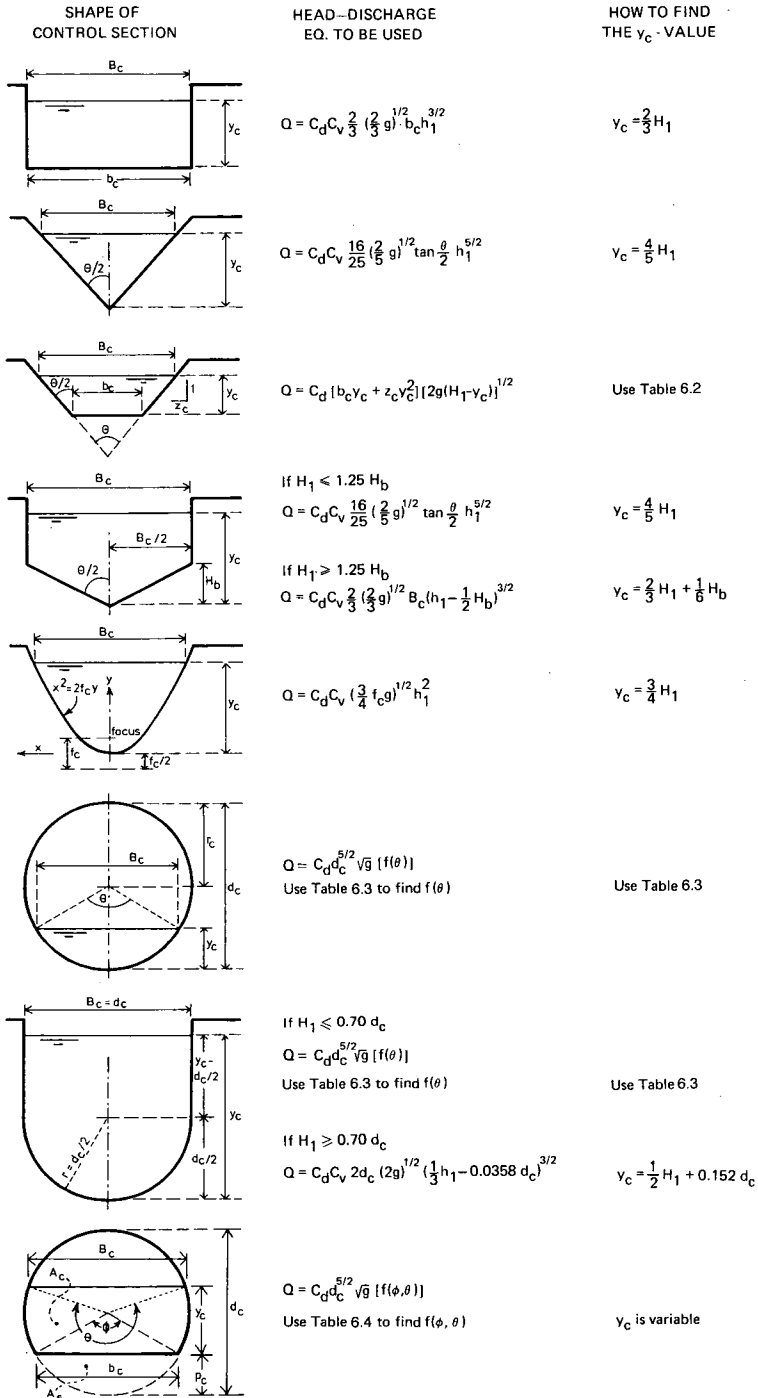 SHAPE OF
CONTROL SECTION
HEAD–DISCHARGE
EQ. TO BE USED
HOW TO FIND
THE y_c - VALUE
B_c
y_c
b_c
Q = C_d C_v 2/3 (2/3 g)^1/2 · b_c h_1^3/2
y_c = 2/3 H_1
B_c
θ/2
y_c
Q = C_d C_v 16/25 (2/5 g)^1/2 tan θ/2 h_1^5/2
y_c = 4/5 H_1
B_c
θ/2
b_c
1
z_c
y_c
θ
Q = C_d [b_c y_c + z_c y_c^2] [2g(H_1-y_c)]^1/2
Use Table 6.2
B_c
B_c/2
θ/2
y_c
H_b
If H_1 ⩽ 1.25 H_b
Q = C_d C_v 16/25 (2/5 g)^1/2 tan θ/2 h_1^5/2
y_c = 4/5 H_1
If H_1 ⩾ 1.25 H_b
Q = C_d C_v 2/3 (2/3 g)^1/2 B_c (h_1 - 1/2 H_b)^3/2
y_c = 2/3 H_1 + 1/6 H_b
B_c
x^2=2f_c y
y
y_c
focus
x
f_c
f_c/2
Q = C_d C_v (3/4 f_c g)^1/2 h_1^2
y_c = 3/4 H_1
r_c
B_c
d_c
θ
y_c
Q = C_d d_c^5/2 √g [f(θ)]
Use Table 6.3 to find f(θ)
Use Table 6.3
B_c = d_c
y_c - d_c/2
y_c
r = d_c/2
d_c/2
If H_1 ⩽ 0.70 d_c
Q = C_d d_c^5/2 √g [f(θ)]
Use Table 6.3 to find f(θ)
Use Table 6.3
If H_1 ⩾ 0.70 d_c
Q = C_d C_v 2d_c (2g)^1/2 (1/3 h_1 - 0.0358 d_c)^3/2
y_c = 1/2 H_1 + 0.152 d_c
B_c
A_c
y_c
d_c
θ
ϕ
b_c
p_c
A_c
Q = C_d d_c^5/2 √g [f(ϕ,θ)]
Use Table 6.4 to find f(ϕ, θ)
y_c is variable